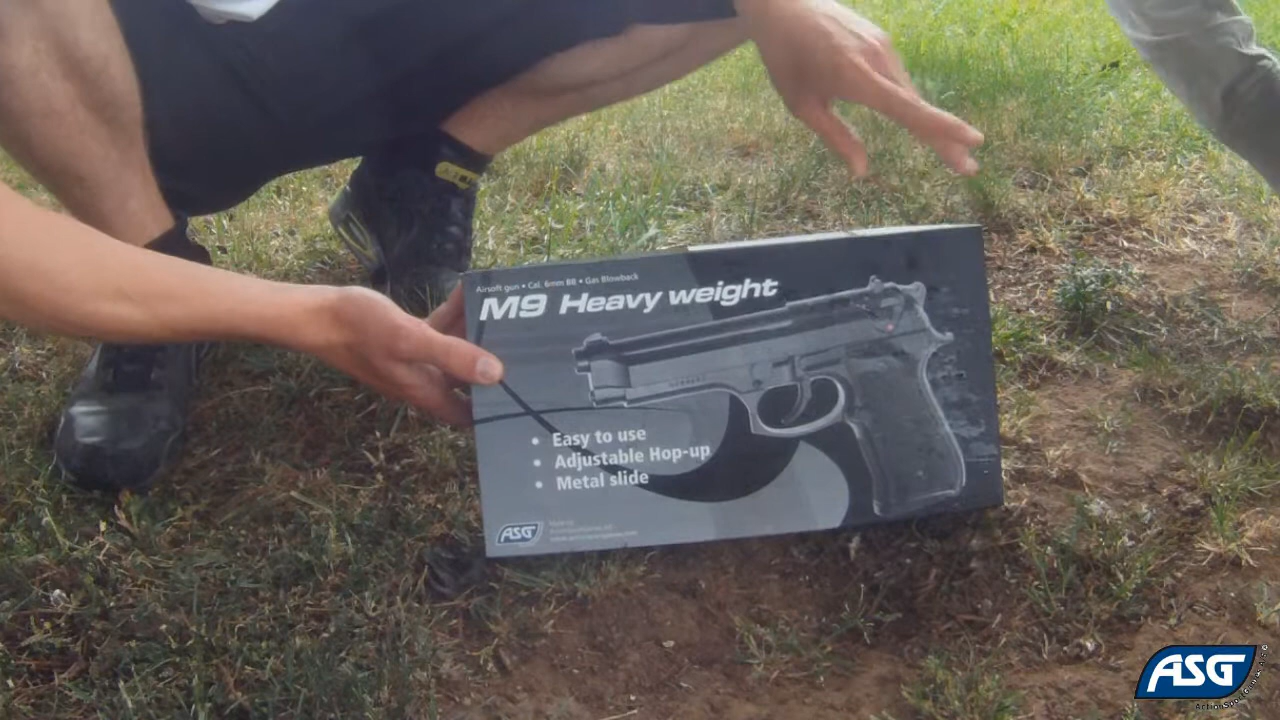 Airsoft gun • Cal. 6mm BB • Gas Blowback
M9 Heavy weight
• Easy to use
• Adjustable Hop-up
• Metal slide
ASG
ASG